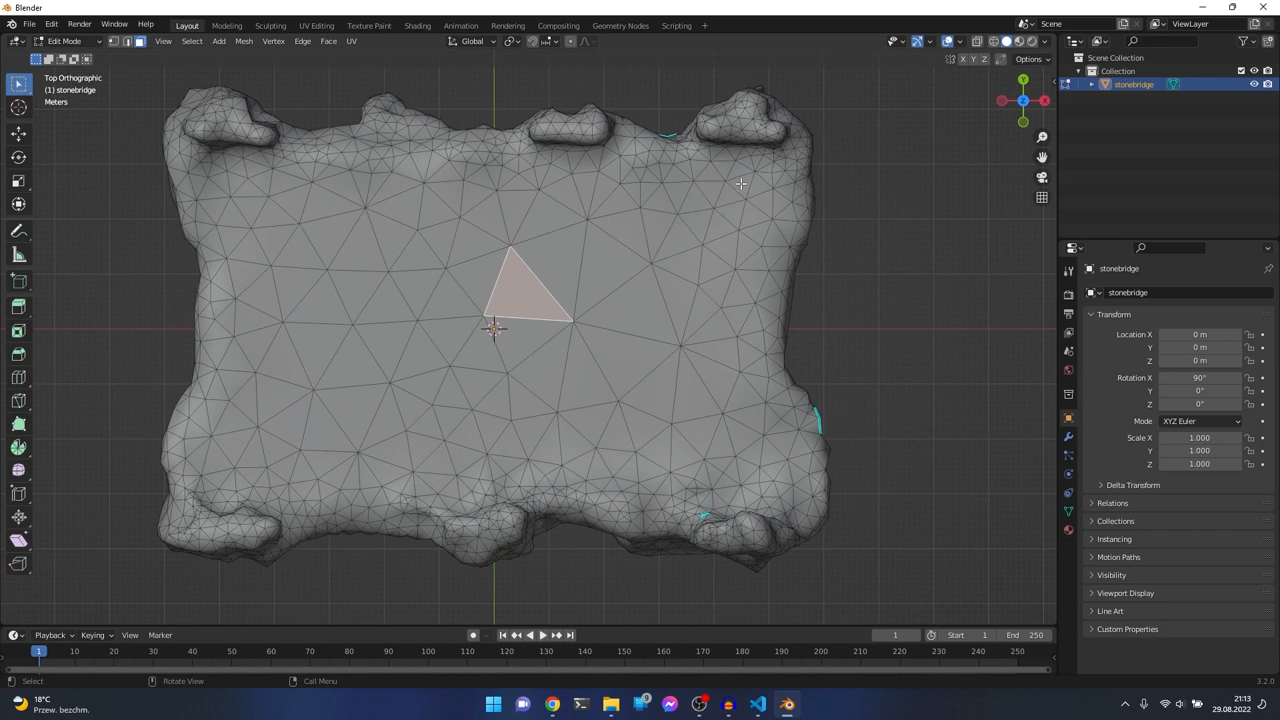 Blender
File Edit Render Window Help
Layout Modeling Sculpting UV Editing Texture Paint Shading Animation Rendering Compositing Geometry Nodes Scripting +
Scene
ViewLayer
Edit Mode View Select Add Mesh Vertex Edge Face UV
Global
X Y Z Options
Top Orthographic
(1) stonebridge
Meters
Y
Z X
Scene Collection
Collection
stonebridge
stonebridge
stonebridge
Transform
Location X 0 m
Y 0 m
Z 0 m
Rotation X 90°
Y 0°
Z 0°
Mode XYZ Euler
Scale X 1.000
Y 1.000
Z 1.000
Delta Transform
Relations
Collections
Instancing
Motion Paths
Visibility
Viewport Display
Line Art
Custom Properties
Playback Keying View Marker
1 Start 1 End 250
1 10 20 30 40 50 60 70 80 90 100 110 120 130 140 150 160 170 180 190 200 210 220 230 240 250
Select Rotate View Call Menu 3.2.0
18°C
Przew. bezchm.
9
21:13
29.08.2022